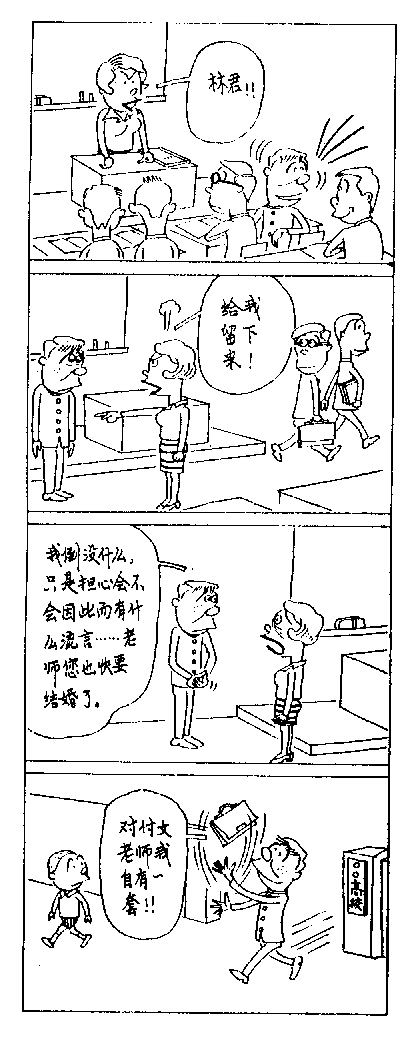 林君!!
给我
留下
来!
我倒没什么,
只是担心会不
会因此而有什
么流言……老
师您也快要
结婚了。
对付女
老师我
自有一
套!!
○○高校